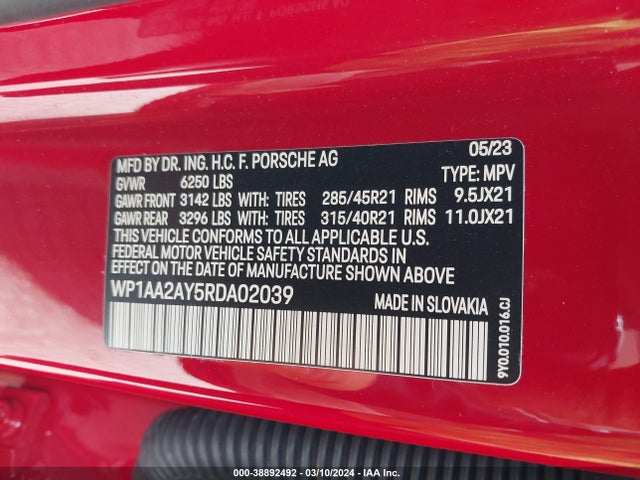 MFD BY DR. ING. H.C. F. PORSCHE AG 05/23
GVWR 6250 LBS TYPE: MPV
GAWR FRONT 3142 LBS WITH: TIRES 285/45R21 RIMS 9.5JX21
GAWR REAR 3296 LBS WITH: TIRES 315/40R21 RIMS 11.0JX21
THIS VEHICLE CONFORMS TO ALL APPLICABLE U.S.
FEDERAL MOTOR VEHICLE SAFETY STANDARDS IN
EFFECT ON THE DATE OF MANUFACTURE SHOWN ABOVE.
WP1AA2AY5RDA02039 MADE IN SLOVAKIA
9Y0.010.016.CJ
000-38892492 - 03/10/2024 - IAA Inc.